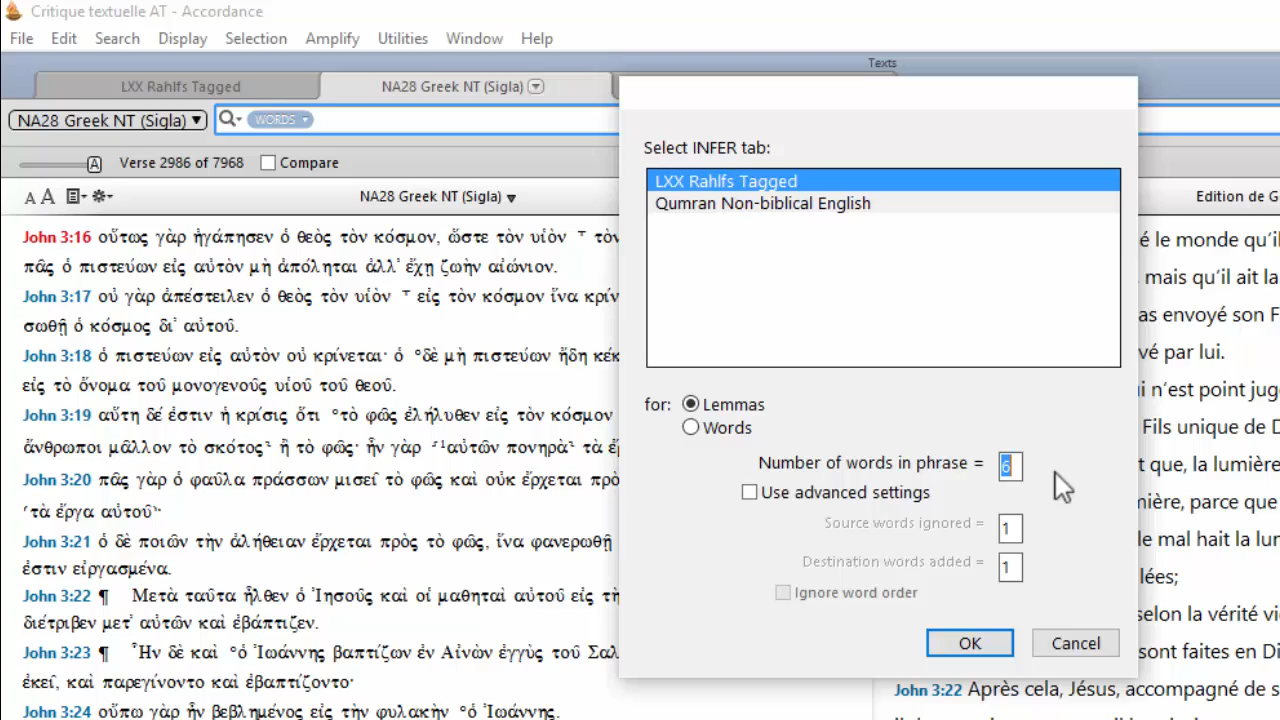 Critique textuelle AT - Accordance
File Edit Search Display Selection Amplify Utilities Window Help
Texts
LXX Rahlfs Tagged NA28 Greek NT (Sigla)
NA28 Greek NT (Sigla) WORDS
A Verse 2986 of 7968 Compare
A A NA28 Greek NT (Sigla) Edition de G
John 3:16 οὕτως γὰρ ἠγάπησεν ὁ θεὸς τὸν κόσμον, ὥστε τὸν υἱὸν ⸆ τὸν
πᾶς ὁ πιστεύων εἰς αὐτὸν μὴ ἀπόληται ἀλλ’ ἔχῃ ζωὴν αἰώνιον.
John 3:17 οὐ γὰρ ἀπέστειλεν ὁ θεὸς τὸν υἱὸν ⸆ εἰς τὸν κόσμον ἵνα κρίν
σωθῇ ὁ κόσμος δι’ αὐτοῦ.
John 3:18 ὁ πιστεύων εἰς αὐτὸν οὐ κρίνεται· ὁ °δὲ μὴ πιστεύων ἤδη κέκ
εἰς τὸ ὄνομα τοῦ μονογενοῦς υἱοῦ τοῦ θεοῦ.
John 3:19 αὕτη δέ ἐστιν ἡ κρίσις ὅτι °τὸ φῶς ἐλήλυθεν εἰς τὸν κόσμον
ἄνθρωποι μᾶλλον τὸ σκότος⸃ ἢ τὸ φῶς· ἦν γὰρ ⸂¹αὐτῶν πονηρὰ⸃ τὰ ἔ
John 3:20 πᾶς γὰρ ὁ φαῦλα πράσσων μισεῖ τὸ φῶς καὶ οὐκ ἔρχεται πρὸ
⸂τὰ ἔργα αὐτοῦ⸃·
John 3:21 ὁ δὲ ποιῶν τὴν ἀλήθειαν ἔρχεται πρὸς τὸ φῶς, ἵνα φανερωθῇ
ἐστιν εἰργασμένα.
John 3:22 ¶ Μετὰ ταῦτα ἦλθεν ὁ Ἰησοῦς καὶ οἱ μαθηταὶ αὐτοῦ εἰς τὴ
διέτριβεν μετ’ αὐτῶν καὶ ἐβάπτιζεν.
John 3:23 ¶ Ἦν δὲ καὶ °ὁ Ἰωάννης βαπτίζων ἐν Αἰνὼν ἐγγὺς τοῦ Σαλ
ἐκεῖ, καὶ παρεγίνοντο καὶ ἐβαπτίζοντο·
John 3:24 οὔπω γὰρ ἦν βεβλημένος εἰς τὴν φυλακὴν °ὁ Ἰωάννης.
Select INFER tab:
LXX Rahlfs Tagged
Qumran Non-biblical English
for: Lemmas
Words
Number of words in phrase = 6
Use advanced settings
Source words ignored = 1
Destination words added = 1
Ignore word order
OK Cancel
é le monde qu’il
, mais qu’il ait la
as envoyé son F
vé par lui.
i n’est point jug
Fils unique de D
t que, la lumière
mière, parce que
le mal hait la lum
lées;
selon la vérité vi
sont faites en Di
John 3:22 Après cela, Jésus, accompagné de s